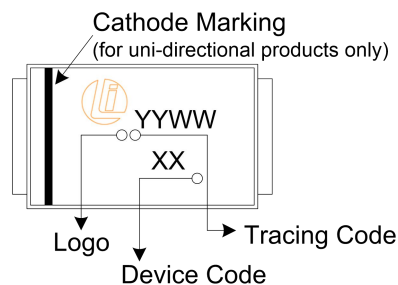 Cathode Marking
(for uni-directional products only)
YYWW
XX
Logo
Tracing Code
Device Code